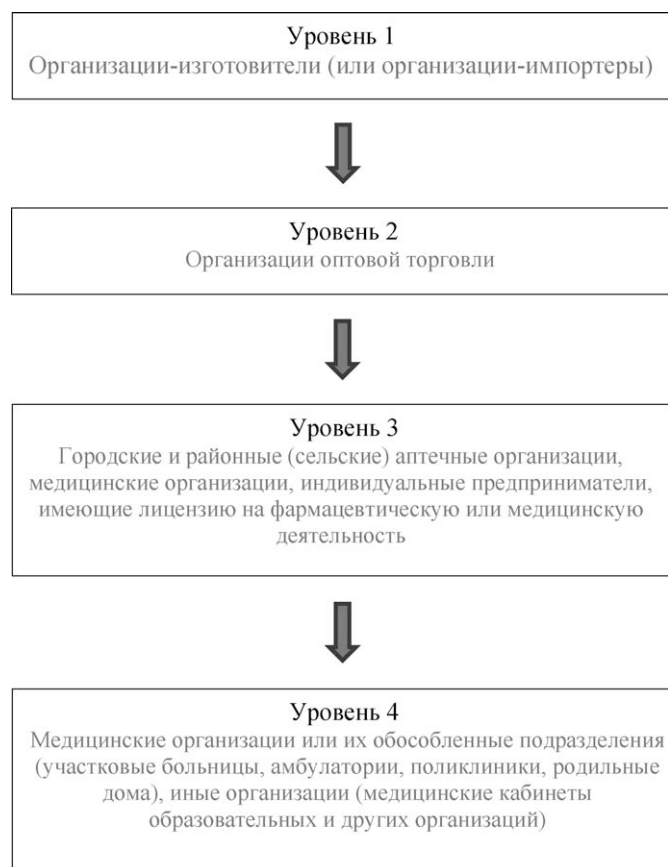 Уровень 1
Организации-изготовители (или организации-импортеры)
Уровень 2
Организации оптовой торговли
Уровень 3
Городские и районные (сельские) аптечные организации,
медицинские организации, индивидуальные предприниматели,
имеющие лицензию на фармацевтическую или медицинскую
деятельность
Уровень 4
Медицинские организации или их обособленные подразделения
(участковые больницы, амбулатории, поликлиники, родильные
дома), иные организации (медицинские кабинеты
образовательных и других организаций)